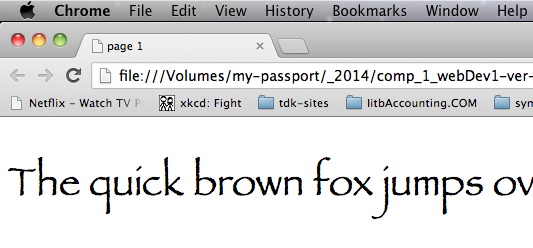 Chrome File Edit View History Bookmarks Window Help
page 1
file:///Volumes/my-passport/_2014/comp_1_webDev1-ver-
Netflix - Watch TV xkcd: Fight tdk-sites litbAccounting.COM
The quick brown fox jumps